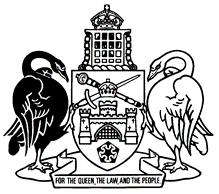 FOR THE QUEEN, THE LAW, AND THE PEOPLE